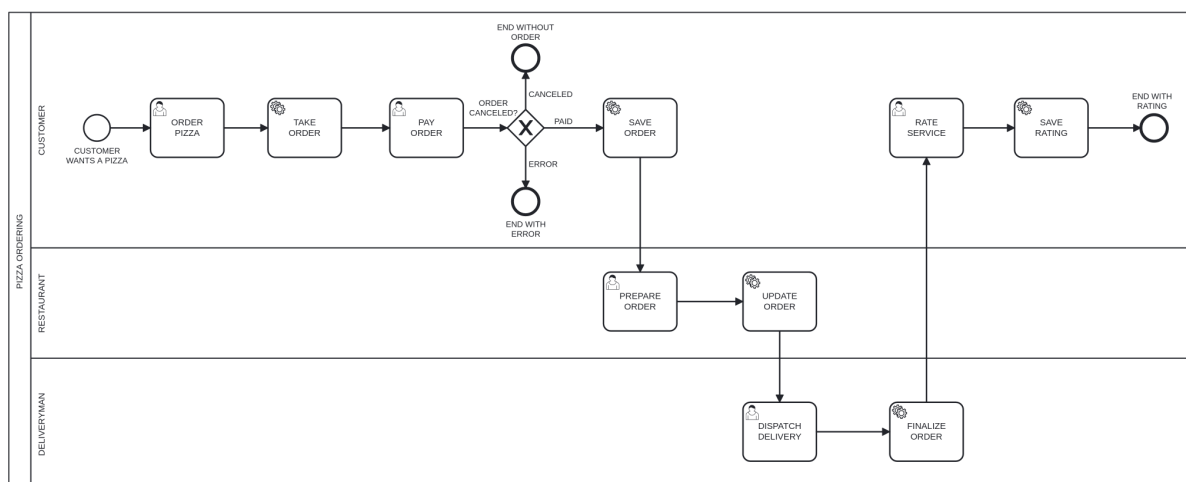 PIZZA ORDERING
CUSTOMER
CUSTOMER
WANTS A PIZZA
ORDER
PIZZA
TAKE
ORDER
PAY
ORDER
ORDER
CANCELED?
END WITHOUT
ORDER
CANCELED
X
PAID
ERROR
END WITH
ERROR
SAVE
ORDER
RATE
SERVICE
SAVE
RATING
END WITH
RATING
RESTAURANT
PREPARE
ORDER
UPDATE
ORDER
DELIVERYMAN
DISPATCH
DELIVERY
FINALIZE
ORDER